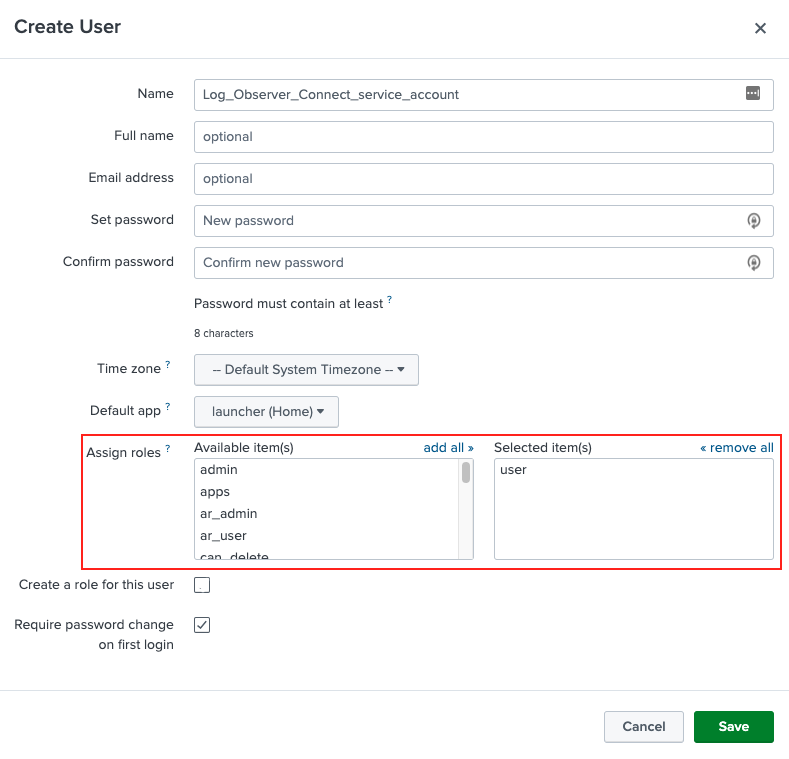 Create User
Name
Log_Observer_Connect_service_account
Full name
optional
Email address
optional
Set password
New password
Confirm password
Confirm new password
Password must contain at least ?
8 characters
Time zone ?
-- Default System Timezone --
Default app ?
launcher (Home)
Assign roles ?
Available item(s)
add all »
Selected item(s)
« remove all
admin
apps
ar_admin
ar_user
can_delete
user
Create a role for this user
Require password change
on first login
Cancel
Save